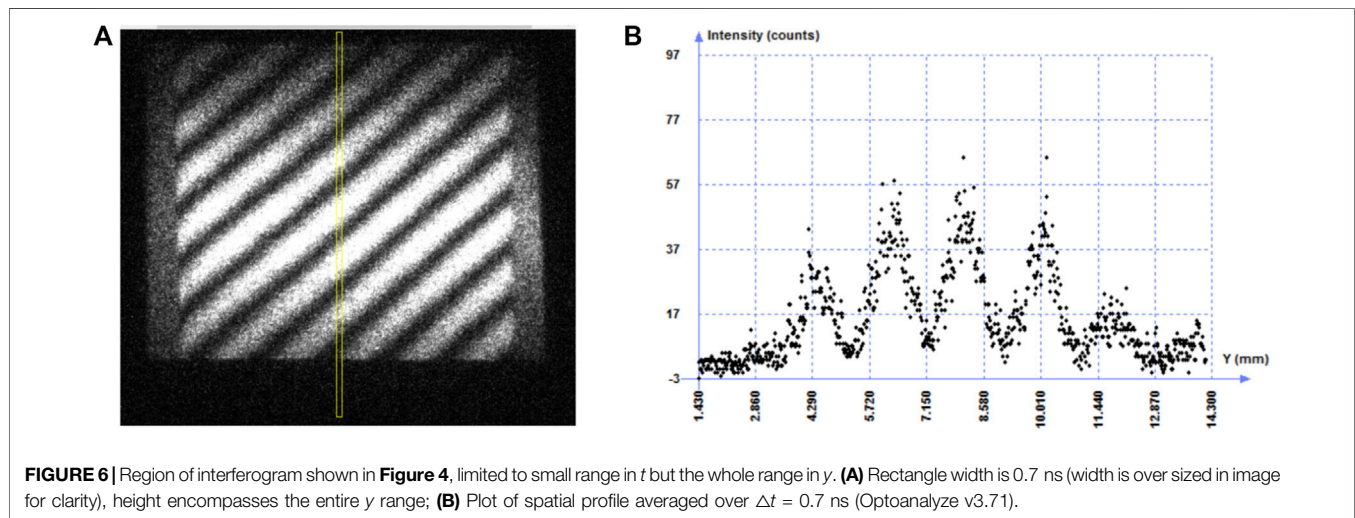 A
B
Intensity (counts)
97
77
57
37
17
-3
Y (mm)
1.430
2.860
4.290
5.720
7.150
8.580
10.010
11.440
12.870
14.300
FIGURE 6 | Region of interferogram shown in Figure 4, limited to small range in t but the whole range in y. (A) Rectangle width is 0.7 ns (width is over sized in image
for clarity), height encompasses the entire y range; (B) Plot of spatial profile averaged over △t = 0.7 ns (Optoanalyze v3.71).